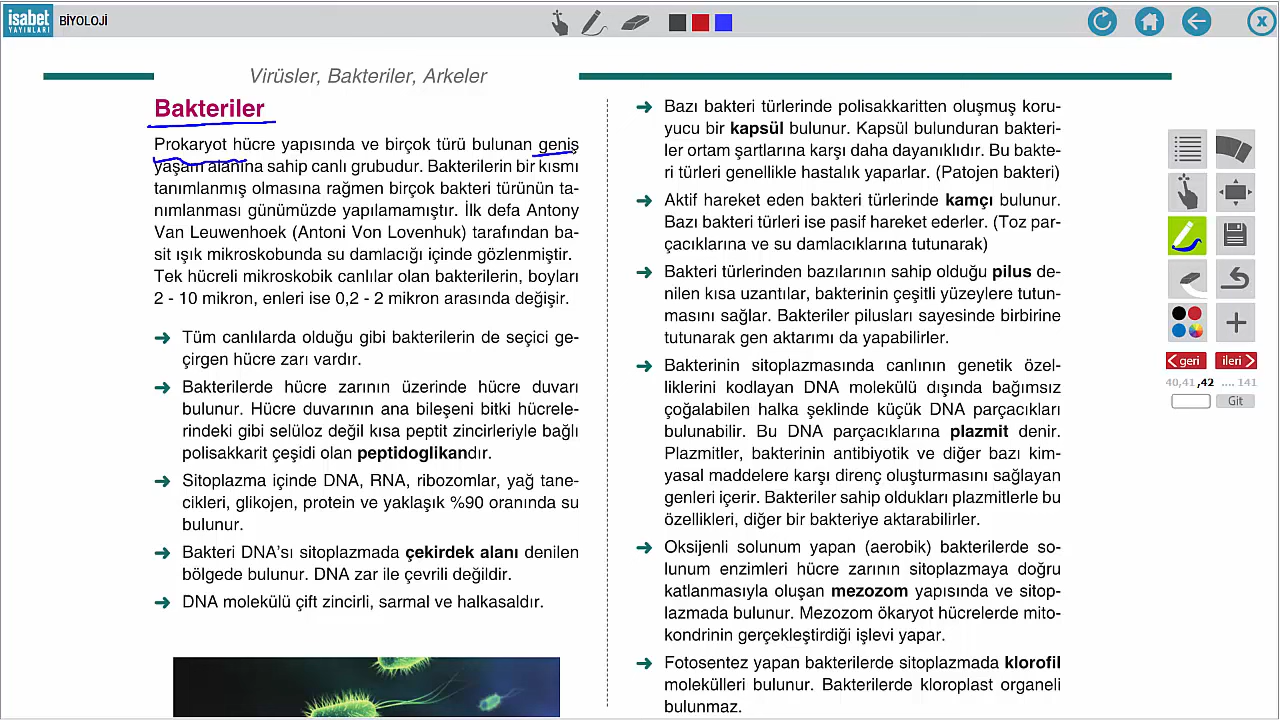 isabet
YAYINLARI
BİYOLOJİ
Virüsler, Bakteriler, Arkeler
Bakteriler
Prokaryot hücre yapısında ve birçok türü bulunan geniş
yaşam alanına sahip canlı grubudur. Bakterilerin bir kısmı
tanımlanmış olmasına rağmen birçok bakteri türünün ta-
nımlanması günümüzde yapılamamıştır. İlk defa Antony
Van Leuwenhoek (Antoni Von Lovenhuk) tarafından ba-
sit ışık mikroskobunda su damlacığı içinde gözlenmiştir.
Tek hücreli mikroskobik canlılar olan bakterilerin, boyları
2 - 10 mikron, enleri ise 0,2 - 2 mikron arasında değişir.
Tüm canlılarda olduğu gibi bakterilerin de seçici ge-
çirgen hücre zarı vardır.
Bakterilerde hücre zarının üzerinde hücre duvarı
bulunur. Hücre duvarının ana bileşeni bitki hücrele-
rindeki gibi selüloz değil kısa peptit zincirleriyle bağlı
polisakkarit çeşidi olan peptidoglikandır.
Sitoplazma içinde DNA, RNA, ribozomlar, yağ tane-
cikleri, glikojen, protein ve yaklaşık %90 oranında su
bulunur.
Bakteri DNA'sı sitoplazmada çekirdek alanı denilen
bölgede bulunur. DNA zar ile çevrili değildir.
DNA molekülü çift zincirli, sarmal ve halkasaldır.
Bazı bakteri türlerinde polsakkaritten oluşmuş koru-
yucu bir kapsül bulunur. Kapsül bulunduran bakteri-
ler ortam şartlarına karşı daha dayanıklıdır. Bu bakte-
ri türleri genellikle hastalık yaparlar. (Patojen bakteri)
Aktif hareket eden bakteri türlerinde kamçı bulunur.
Bazı bakteri türleri ise pasif hareket ederler. (Toz par-
çacıklarına ve su damlacıklarına tutunarak)
Bakteri türlerinden bazılarının sahip olduğu pilus de-
nilen kısa uzantılar, bakterinin çeşitli yüzeylere tutun-
masını sağlar. Bakteriler pilusları sayesinde birbirine
tutunarak gen aktarımı da yapabilirler.
Bakterinin sitoplazmasında canlının genetik özel-
liklerini kodlayan DNA molekülü dışında bağımsız
çoğalabilen halka şeklinde küçük DNA parçacıkları
bulunabilir. Bu DNA parçacıklarına plazmit denir.
Plazmitler, bakterinin antibiyotik ve diğer bazı kim-
yasal maddelere karşı direnç oluşturmasını sağlayan
genleri içerir. Bakteriler sahip oldukları plazmitlerle bu
özellikleri, diğer bir bakteriye aktarabilirler.
Oksijenli solunum yapan (aerobik) bakterilerde so-
lunum enzimleri hücre zarının sitoplazmaya doğru
katlanmasıyla oluşan mezozom yapısında ve sitop-
lazmada bulunur. Mezozom ökaryot hücrelerde mito-
kondrinin gerçekleştirdiği işlevi yapar.
Fotosentez yapan bakterilerde sitoplazmada klorofil
molekülleri bulunur. Bakterilerde kloroplast organeli
bulunmaz.
geri ileri
40,41,42 .... 141
Git